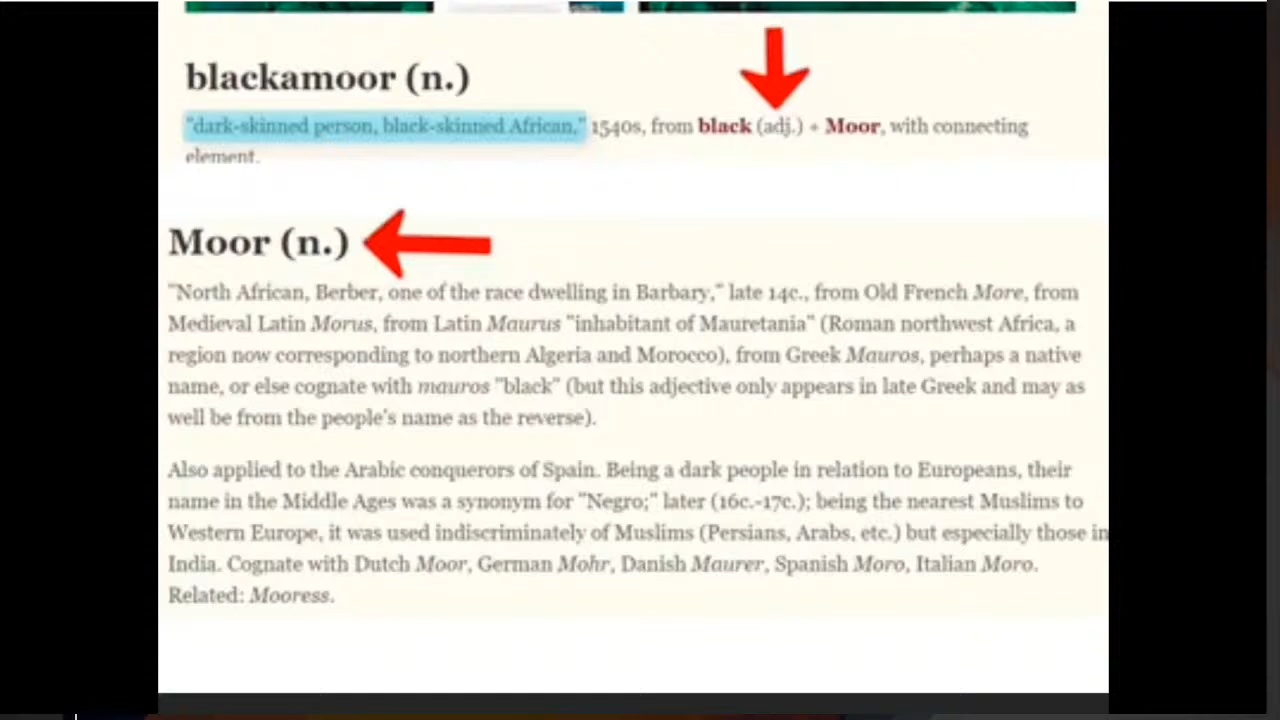 blackamoor (n.)
"dark-skinned person, black-skinned African," 1540s, from black (adj.) + Moor, with connecting
element.
Moor (n.)
"North African, Berber, one of the race dwelling in Barbary," late 14c., from Old French More, from
Medieval Latin Morus, from Latin Maurus "inhabitant of Mauretania" (Roman northwest Africa, a
region now corresponding to northern Algeria and Morocco), from Greek Mauros, perhaps a native
name, or else cognate with mauros "black" (but this adjective only appears in late Greek and may as
well be from the people's name as the reverse).
Also applied to the Arabic conquerors of Spain. Being a dark people in relation to Europeans, their
name in the Middle Ages was a synonym for "Negro;" later (16c.-17c.); being the nearest Muslims to
Western Europe, it was used indiscriminately of Muslims (Persians, Arabs, etc.) but especially those in
India. Cognate with Dutch Moor, German Mohr, Danish Maurer, Spanish Moro, Italian Moro.
Related: Mooress.